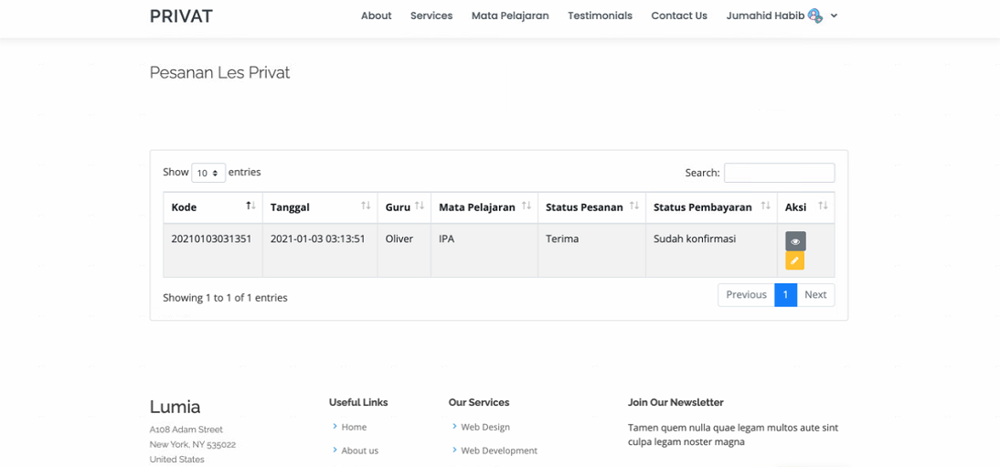 PRIVAT About Services Mata Pelajaran Testimonials Contact Us Jumahid Habib
Pesanan Les Privat
Show 10 entries Search:
Kode Tanggal Guru Mata Pelajaran Status Pesanan Status Pembayaran Aksi
20210103031351 2021-01-03 03:13:51 Oliver IPA Terima Sudah konfirmasi
Showing 1 to 1 of 1 entries Previous 1 Next
Lumia
A108 Adam Street
New York, NY 535022
United States
Useful Links
Home
About us
Our Services
Web Design
Web Development
Join Our Newsletter
Tamen quem nulla quae legam multos aute sint
culpa legam noster magna